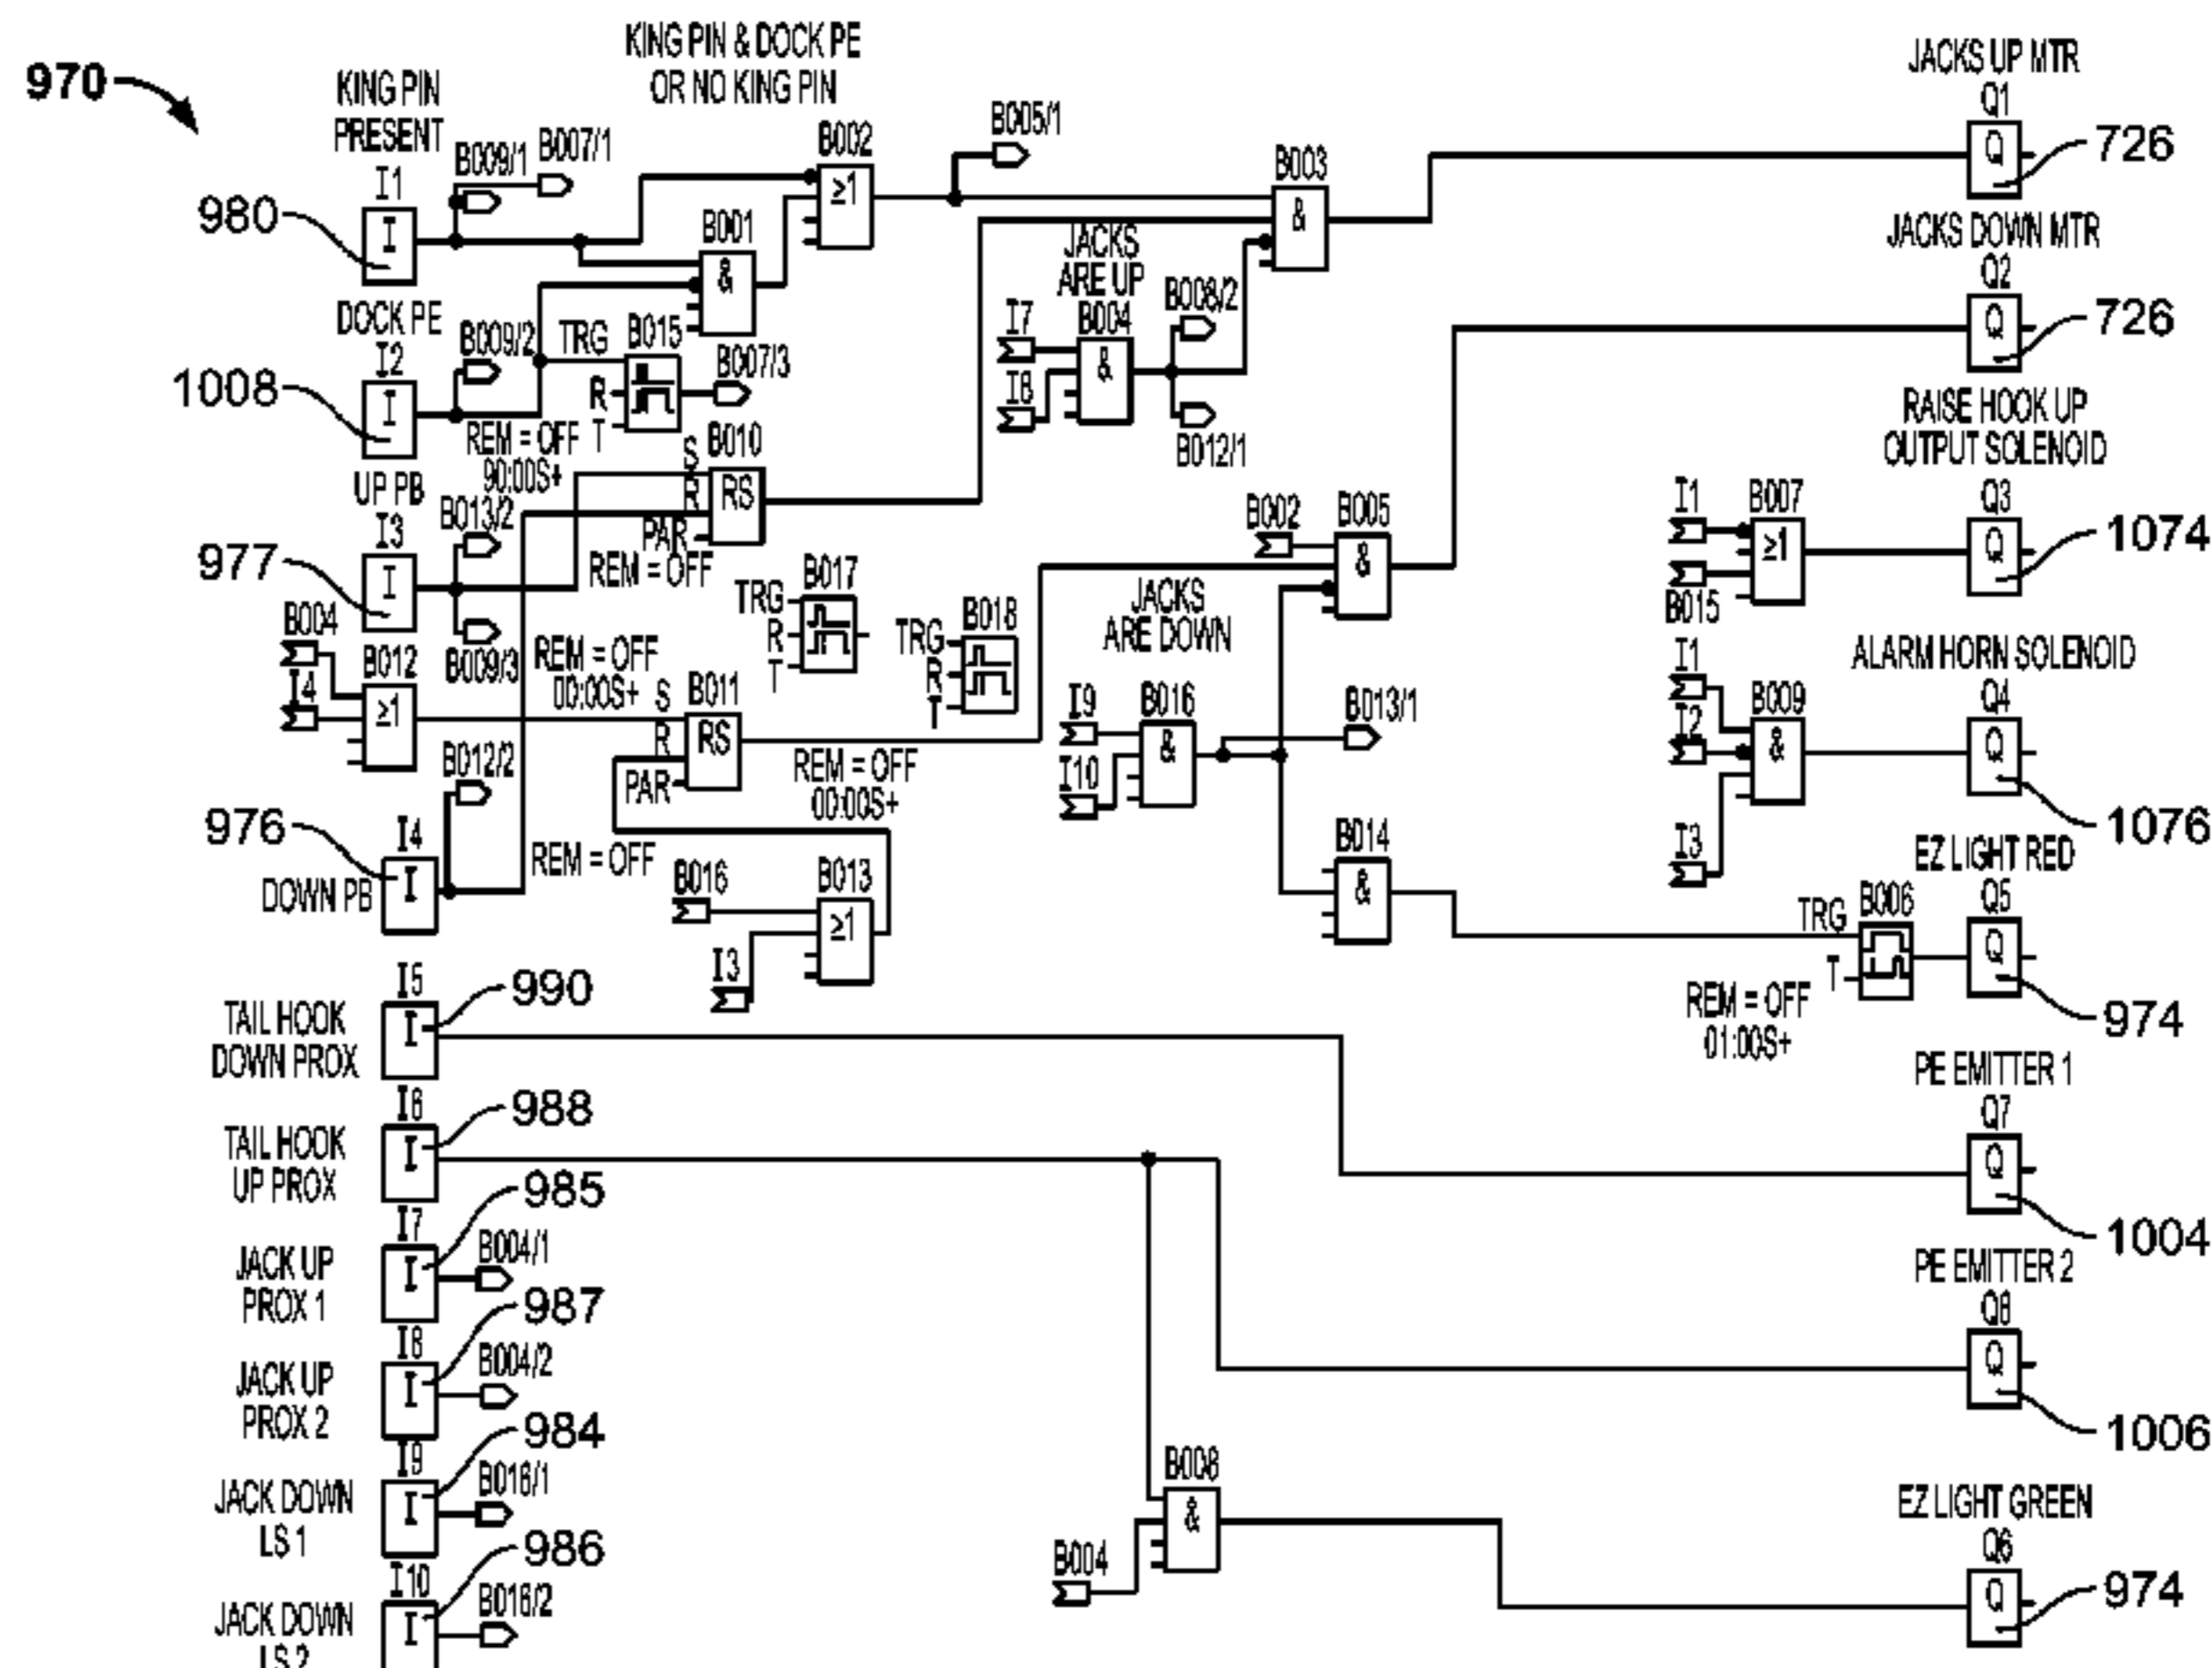 970
KING PIN
PRESENT
I1
I
980
B009/1
B007/1
KING PIN & DOCK PE
OR NO KING PIN
B002
≥1
B005/1
B003
&
JACKS UP MTR
Q1
Q
726
B001
&
DOCK PE
I2
I
1008
B009/2
TRG
B015
R
T
B007/3
REM = OFF
90:00S+
JACKS
ARE UP
I7
I8
B004
&
B008/2
B012/1
JACKS DOWN MTR
Q2
Q
726
UP PB
I3
I
977
B013/2
B009/3
S
R
PAR
B010
RS
REM = OFF
RAISE HOOK UP
OUTPUT SOLENOID
Q3
Q
1074
I1
B007
≥1
B015
B002
B005
&
B004
I4
B012
≥1
REM = OFF
00:00S+
TRG
R
T
B017
TRG
R
T
B018
S
R
PAR
B011
RS
REM = OFF
00:00S+
JACKS
ARE DOWN
I9
I10
B016
&
B013/1
ALARM HORN SOLENOID
Q4
Q
1076
I1
I2
I3
B009
&
B012/2
976
I4
I
DOWN PB
REM = OFF
B016
I3
B013
≥1
B014
&
EZ LIGHT RED
Q5
Q
974
TRG
T
B006
REM = OFF
01:00S+
TAIL HOOK
DOWN PROX
I5
I
990
PE EMITTER 1
Q7
Q
1004
TAIL HOOK
UP PROX
I6
I
988
PE EMITTER 2
Q8
Q
1006
JACK UP
PROX 1
I7
I
985
B004/1
JACK UP
PROX 2
I8
I
987
B004/2
JACK DOWN
LS 1
I9
I
984
B016/1
JACK DOWN
LS 2
I10
I
986
B016/2
B008
&
B004
EZ LIGHT GREEN
Q6
Q
974